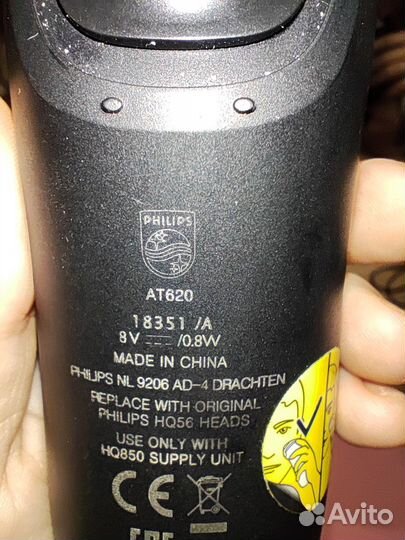 PHILIPS
AT620
18351 /A
8V ⎓ /0.8W
MADE IN CHINA
PHILIPS NL 9206 AD-4 DRACHTEN
REPLACE WITH ORIGINAL
PHILIPS HQ56 HEADS
USE ONLY WITH
HQ850 SUPPLY UNIT
CE
EAC
Avito